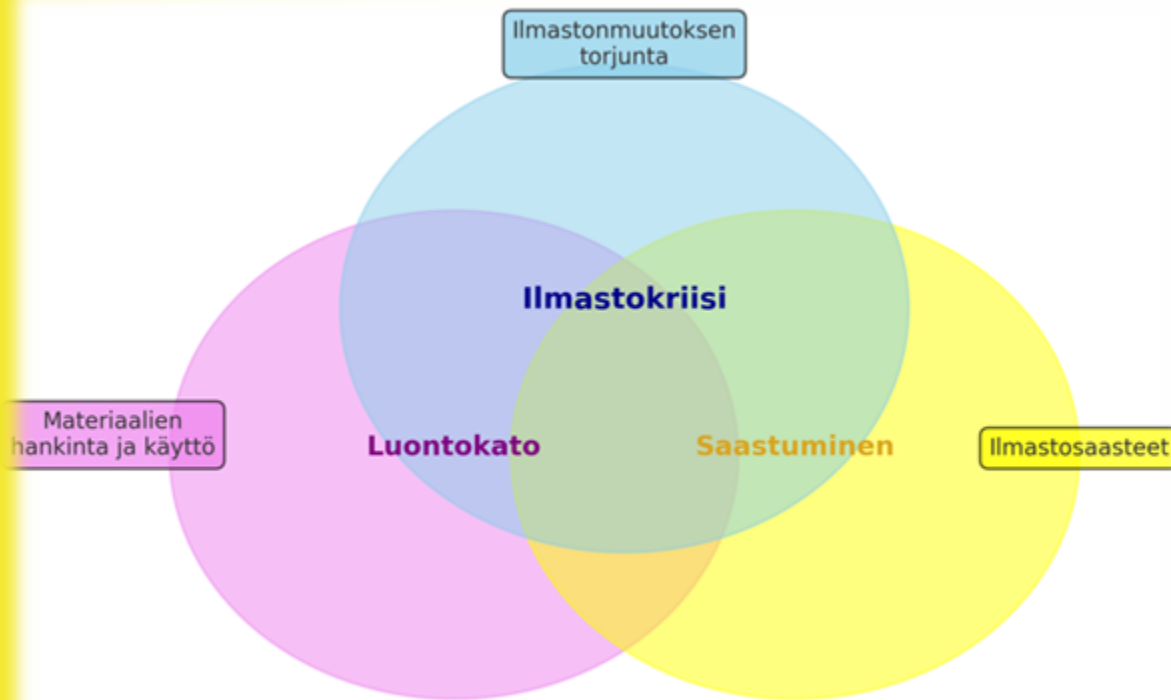 Ilmastonmuutoksen
torjunta
Ilmastokriisi
Materiaalien
hankinta ja käyttö
Luontokato
Saastuminen
Ilmastosaasteet